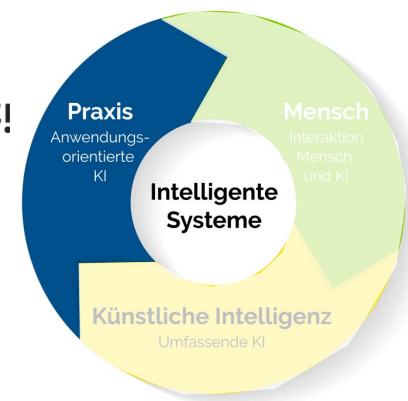 Praxis
Anwendungs-
orientierte
KI
Mensch
Interaktion
Mensch
und KI
Intelligente
Systeme
Künstliche Intelligenz
Umfassende KI